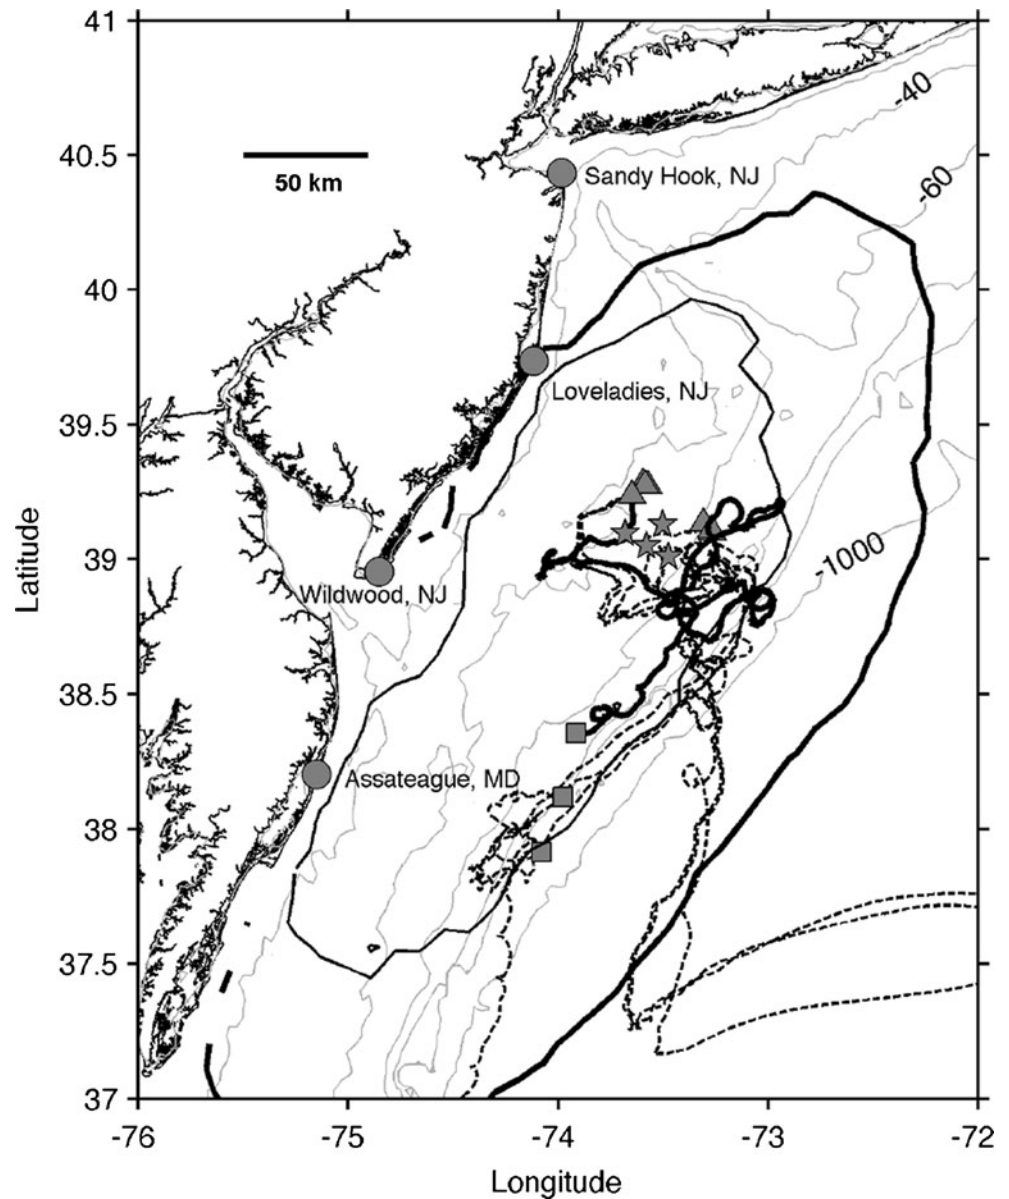 41
40.5
40
39.5
39
38.5
38
37.5
37
-76
-75
-74
-73
-72
Latitude
Longitude
50 km
-40
-60
-1000
Sandy Hook, NJ
Loveladies, NJ
Wildwood, NJ
Assateague, MD